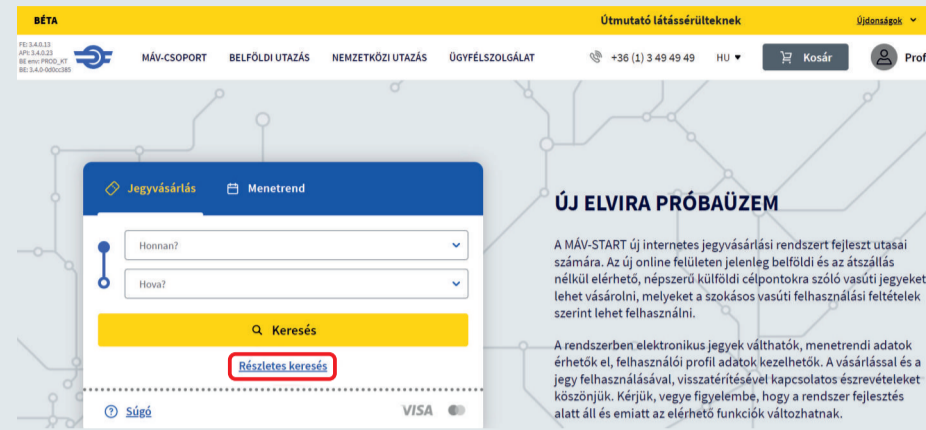 BÉTA
Útmutató látássérülteknek
Újdonságok
FE: 3.4.0.13
API: 3.4.0.23
BE env: PROD_KT
BE: 3.4.0-0d0cc385
MÁV-CSOPORT
BELFÖLDI UTAZÁS
NEMZETKÖZI UTAZÁS
ÜGYFÉLSZOLGÁLAT
+36 (1) 3 49 49 49
HU
Kosár
Prof
Jegyvásárlás
Menetrend
Honnan?
Hova?
Keresés
Részletes keresés
Súgó
VISA
ÚJ ELVIRA PRÓBAÜZEM
A MÁV-START új internetes jegyvásárlási rendszert fejleszt utasai
számára. Az új online felületen jelenleg belföldi és az átszállás
nélkül elérhető, népszerű külföldi célpontokra szóló vasúti jegyeket
lehet vásárolni, melyeket a szokásos vasúti felhasználási feltételek
szerint lehet felhasználni.
A rendszerben elektronikus jegyek válthatók, menetrendi adatok
érhetők el, felhasználói profil adatok kezelhetők. A vásárlással és a
jegy felhasználásával, visszatérítésével kapcsolatos észrevételeket
köszönjük. Kérjük, vegye figyelembe, hogy a rendszer fejlesztés
alatt áll és emiatt az elérhető funkciók változhatnak.